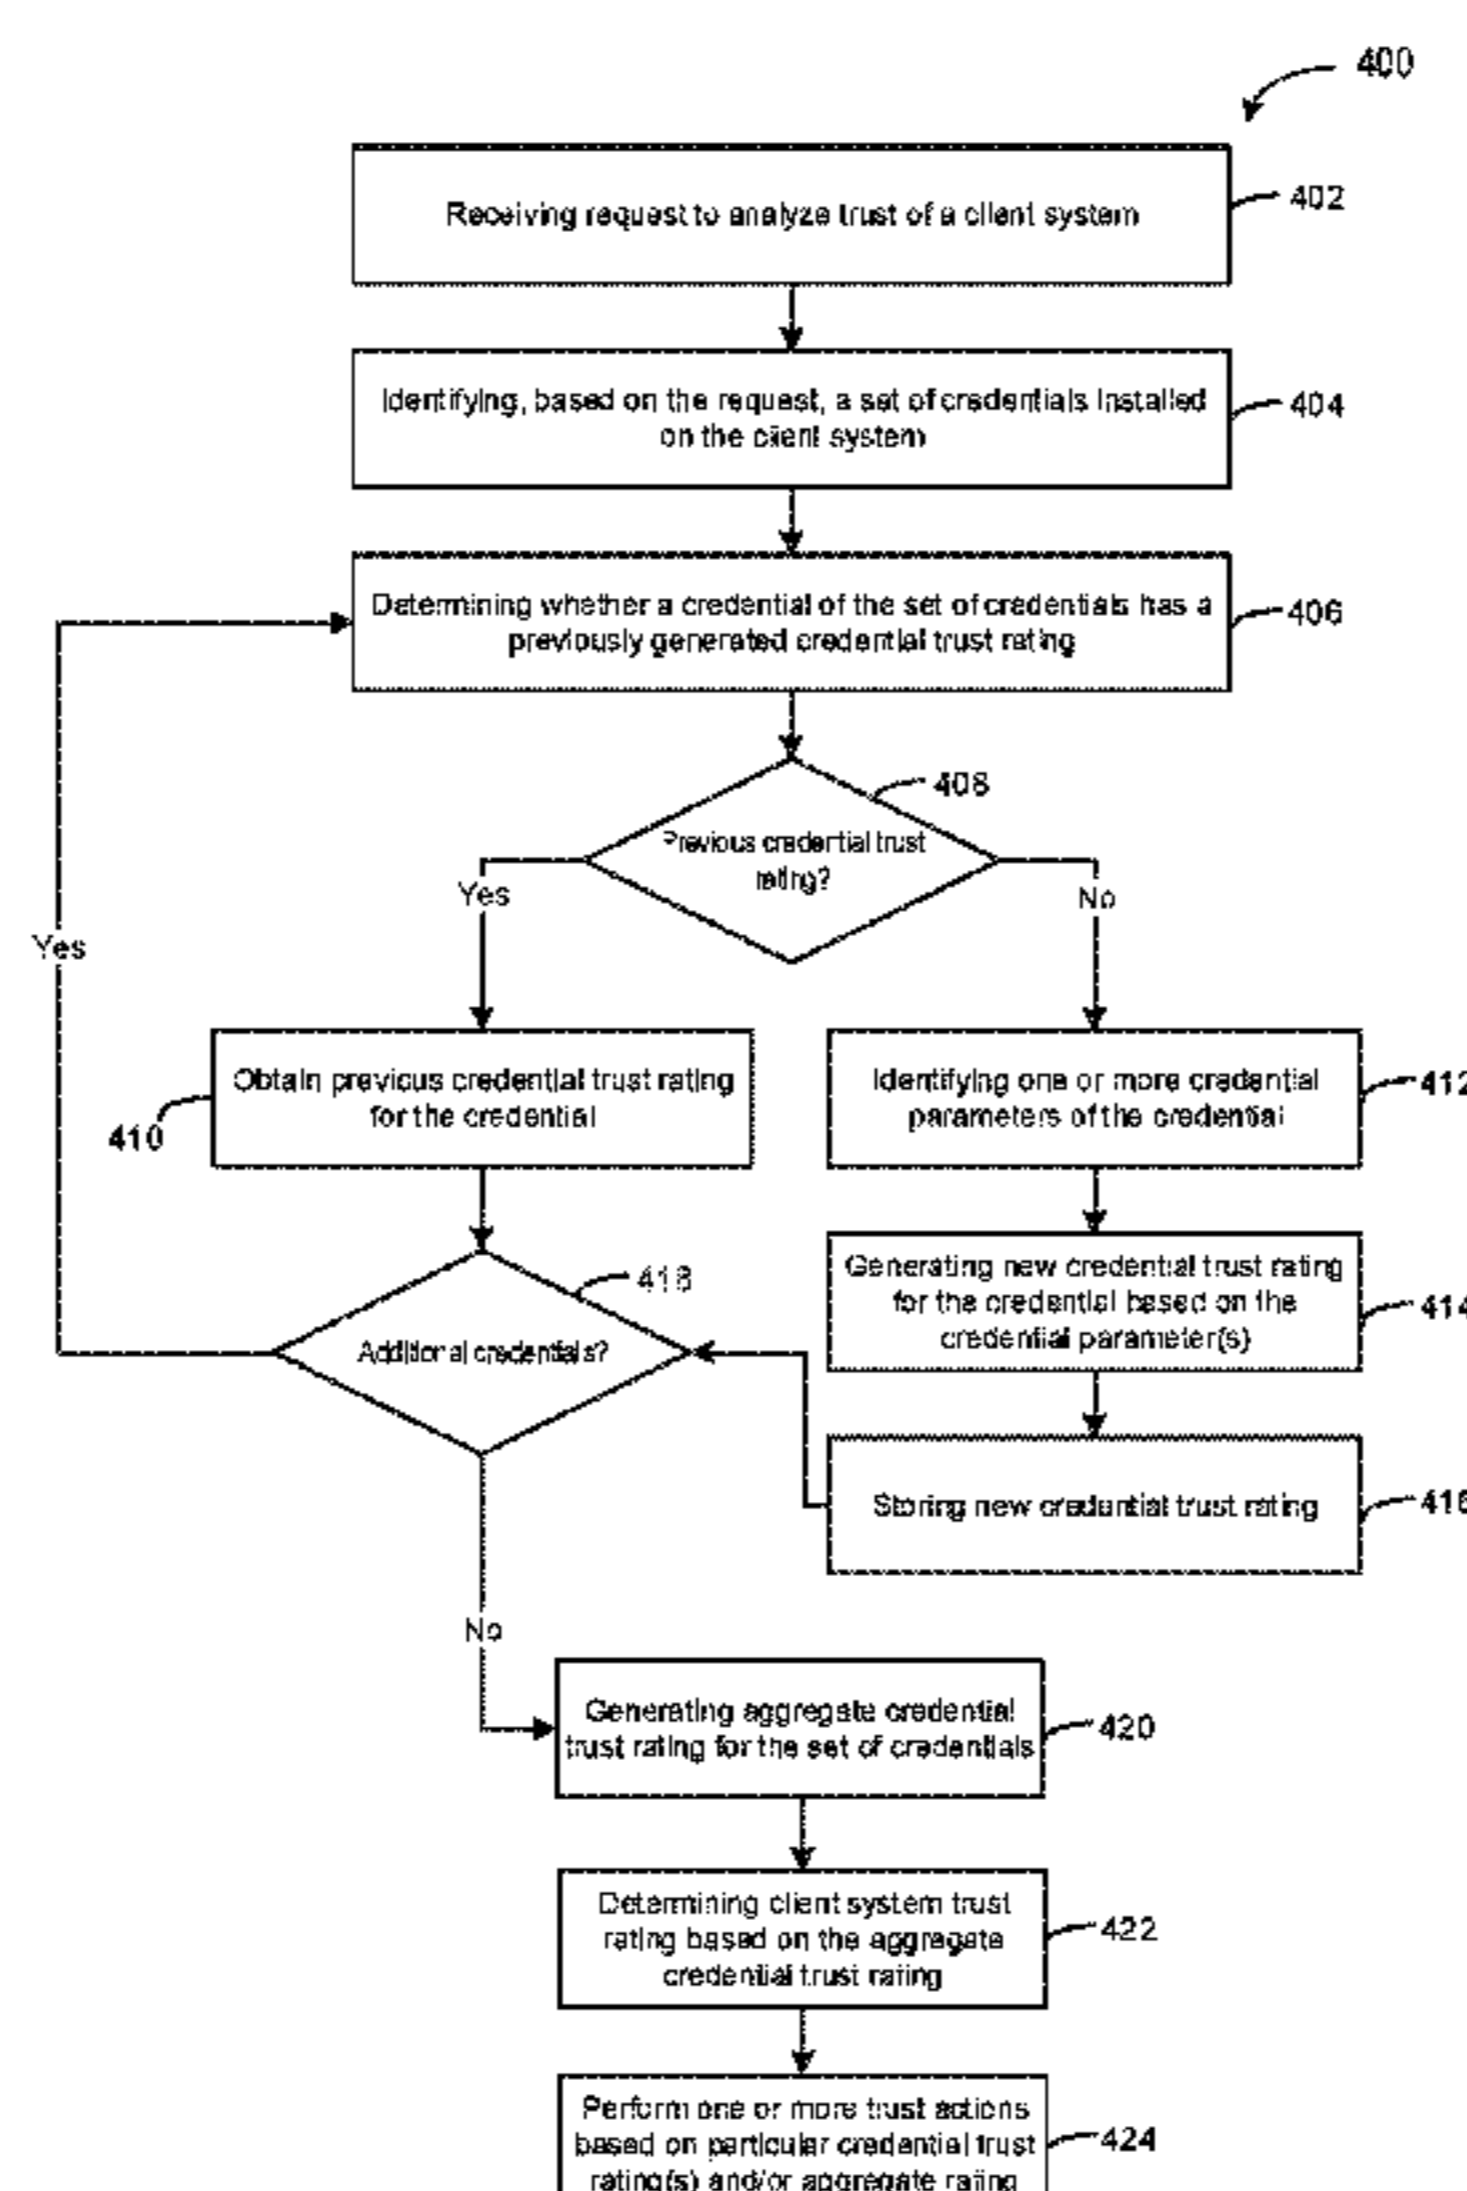 400
Receiving request to analyze trust of a client system
402
Identifying, based on the request, a set of credentials installed
on the client system
404
Determining whether a credential of the set of credentials has a
previously generated credential trust rating
406
408
Previous credential trust
rating?
Yes
No
Yes
Obtain previous credential trust rating
for the credential
410
Identifying one or more credential
parameters of the credential
412
418
Additional credentials?
Generating new credential trust rating
for the credential based on the
credential parameter(s)
414
Storing new credential trust rating
416
No
Generating aggregate credential
trust rating for the set of credentials
420
Determining client system trust
rating based on the aggregate
credential trust rating
422
Perform one or more trust actions
based on particular credential trust
rating(s) and/or aggregate rating
424